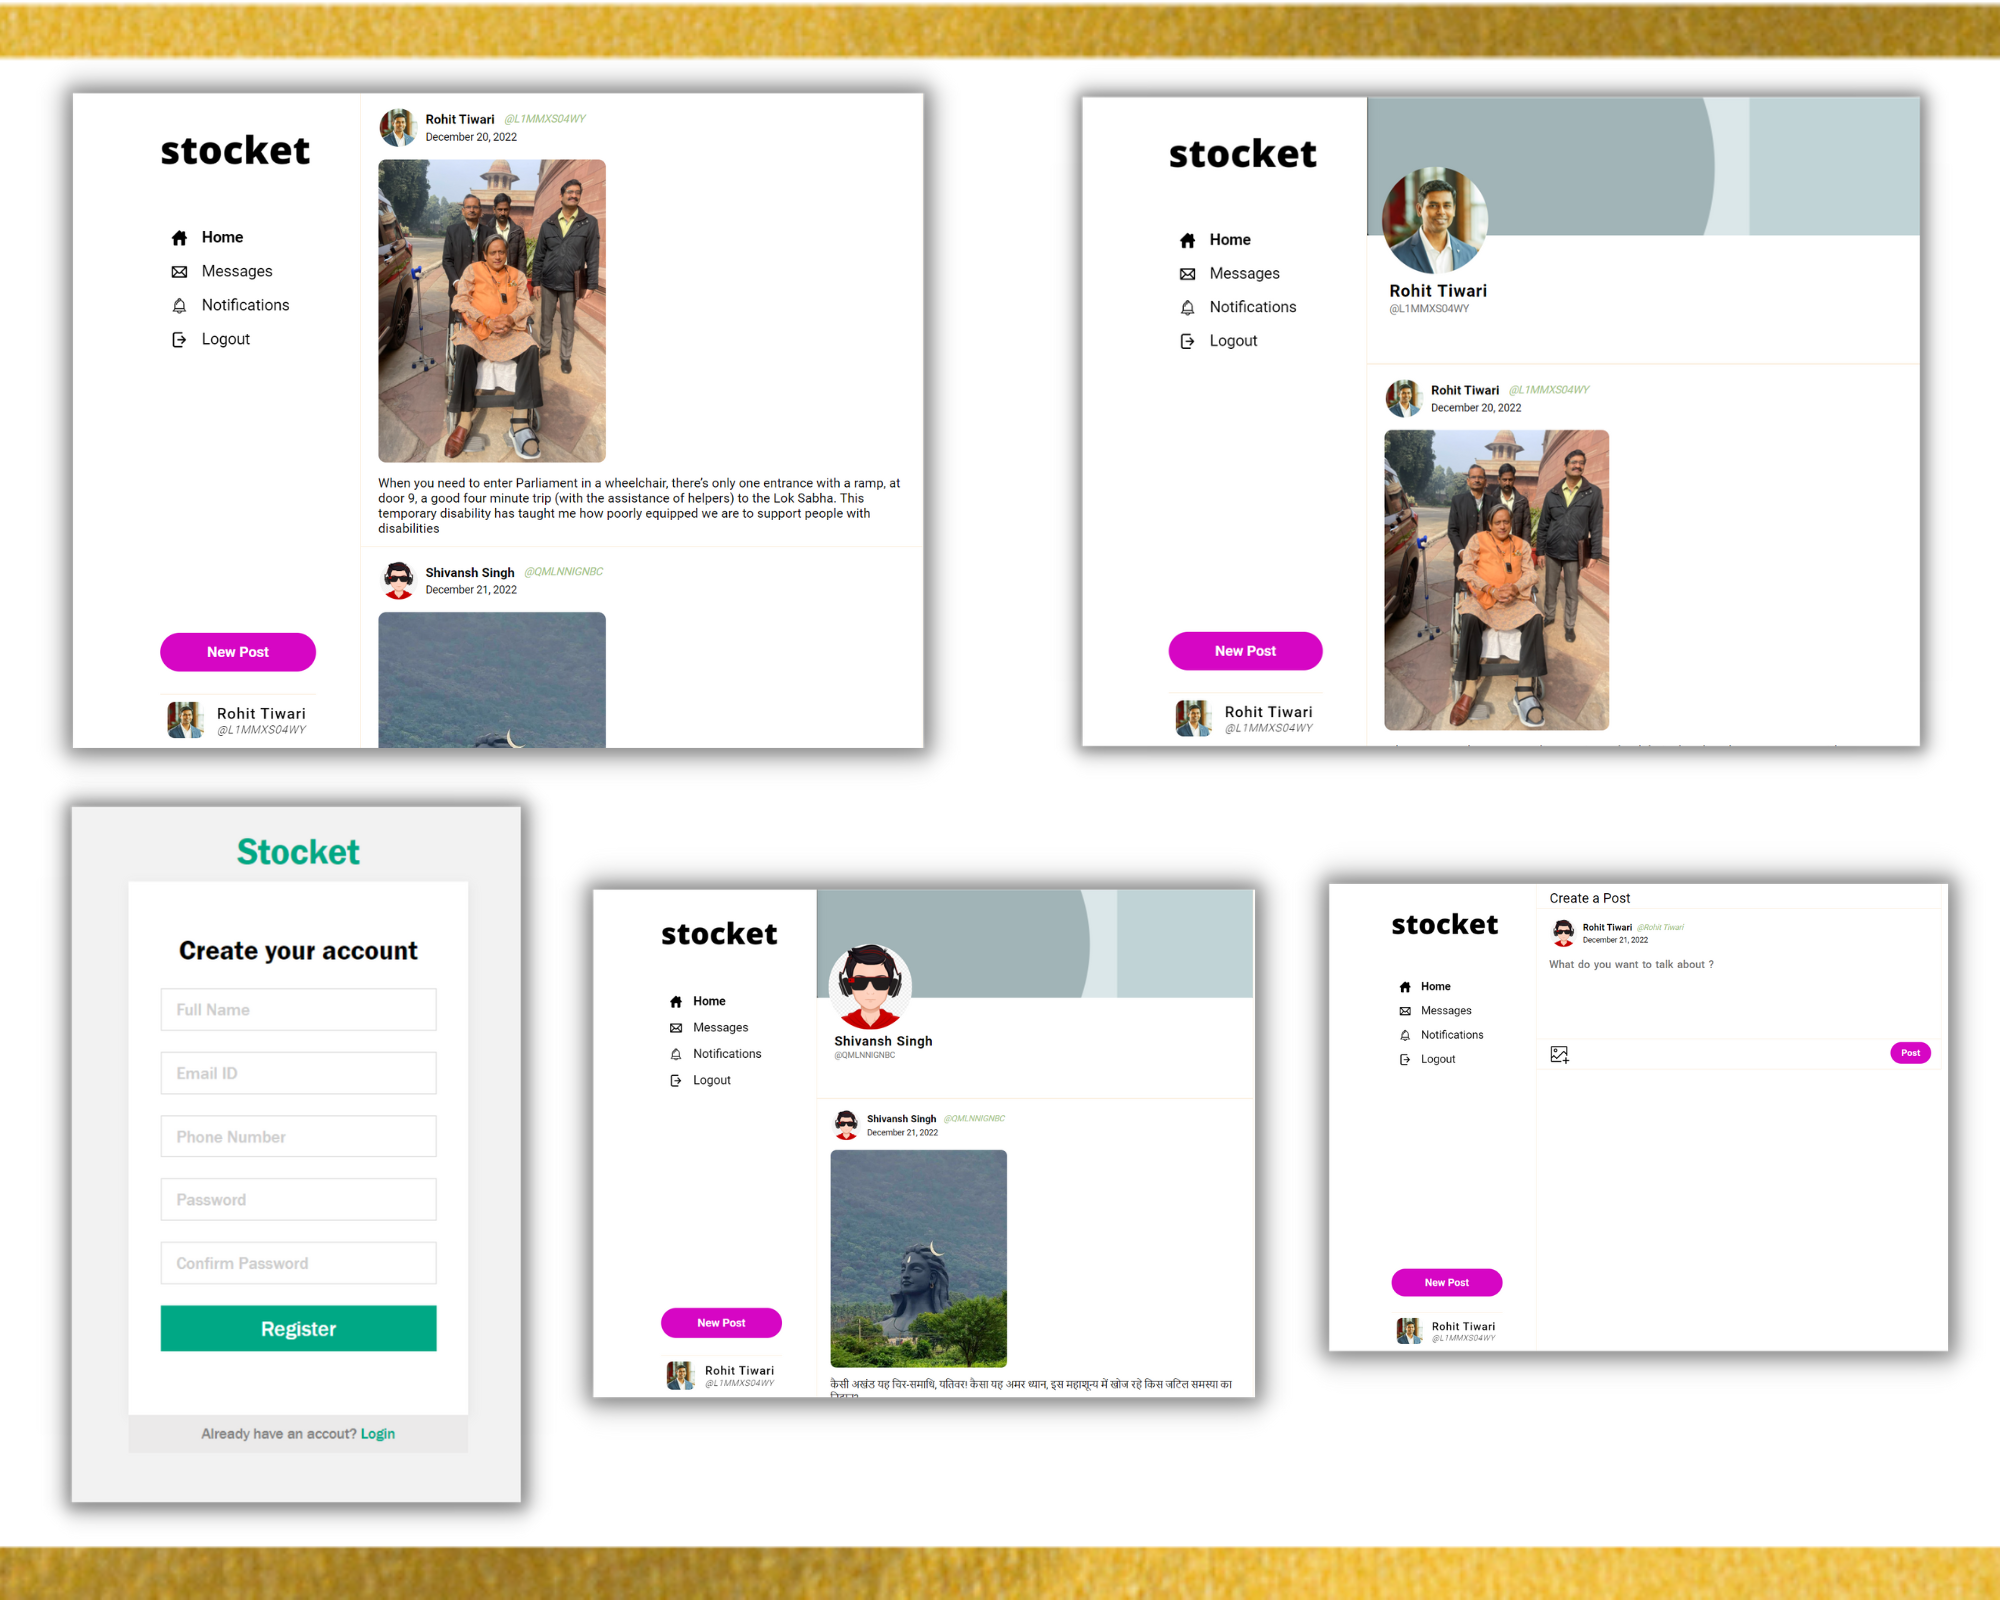 stocket
Home
Messages
Notifications
Logout
New Post
Rohit Tiwari
@L1MMXS04WY
Rohit Tiwari @L1MMXS04WY
December 20, 2022
When you need to enter Parliament in a wheelchair, there's only one entrance with a ramp, at
door 9, a good four minute trip (with the assistance of helpers) to the Lok Sabha. This
temporary disability has taught me how poorly equipped we are to support people with
disabilities
Shivansh Singh @QMLNNIGNBC
December 21, 2022
stocket
Home
Messages
Notifications
Logout
New Post
Rohit Tiwari
@L1MMXS04WY
Rohit Tiwari
@L1MMXS04WY
Rohit Tiwari @L1MMXS04WY
December 20, 2022
Stocket
Create your account
Full Name
Email ID
Phone Number
Password
Confirm Password
Register
Already have an accout? Login
stocket
Home
Messages
Notifications
Logout
New Post
Rohit Tiwari
@L1MMXS04WY
Shivansh Singh
@QMLNNIGNBC
Shivansh Singh @QMLNNIGNBC
December 21, 2022
कैसी अखंड यह चिर-समाधि, यतिवर! कैसा यह अमर ध्यान, इस महाशून्य में खोज रहे किस जटिल समस्या का
stocket
Home
Messages
Notifications
Logout
New Post
Rohit Tiwari
@L1MMXS04WY
Create a Post
Rohit Tiwari @Rohit Tiwari
December 21, 2022
What do you want to talk about ?
Post